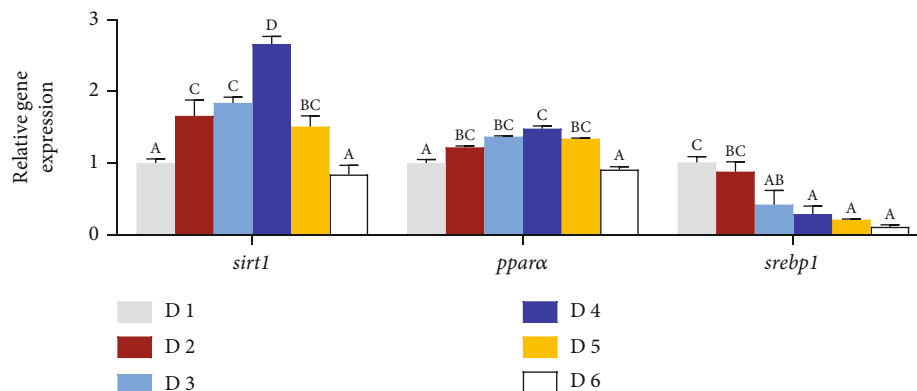 Relative gene
expression
3
2
1
0
A
C
C
D
BC
A
A
BC
BC
C
BC
A
C
BC
AB
A
A
A
sirt1
pparα
srebp1
D 1
D 2
D 3
D 4
D 5
D 6